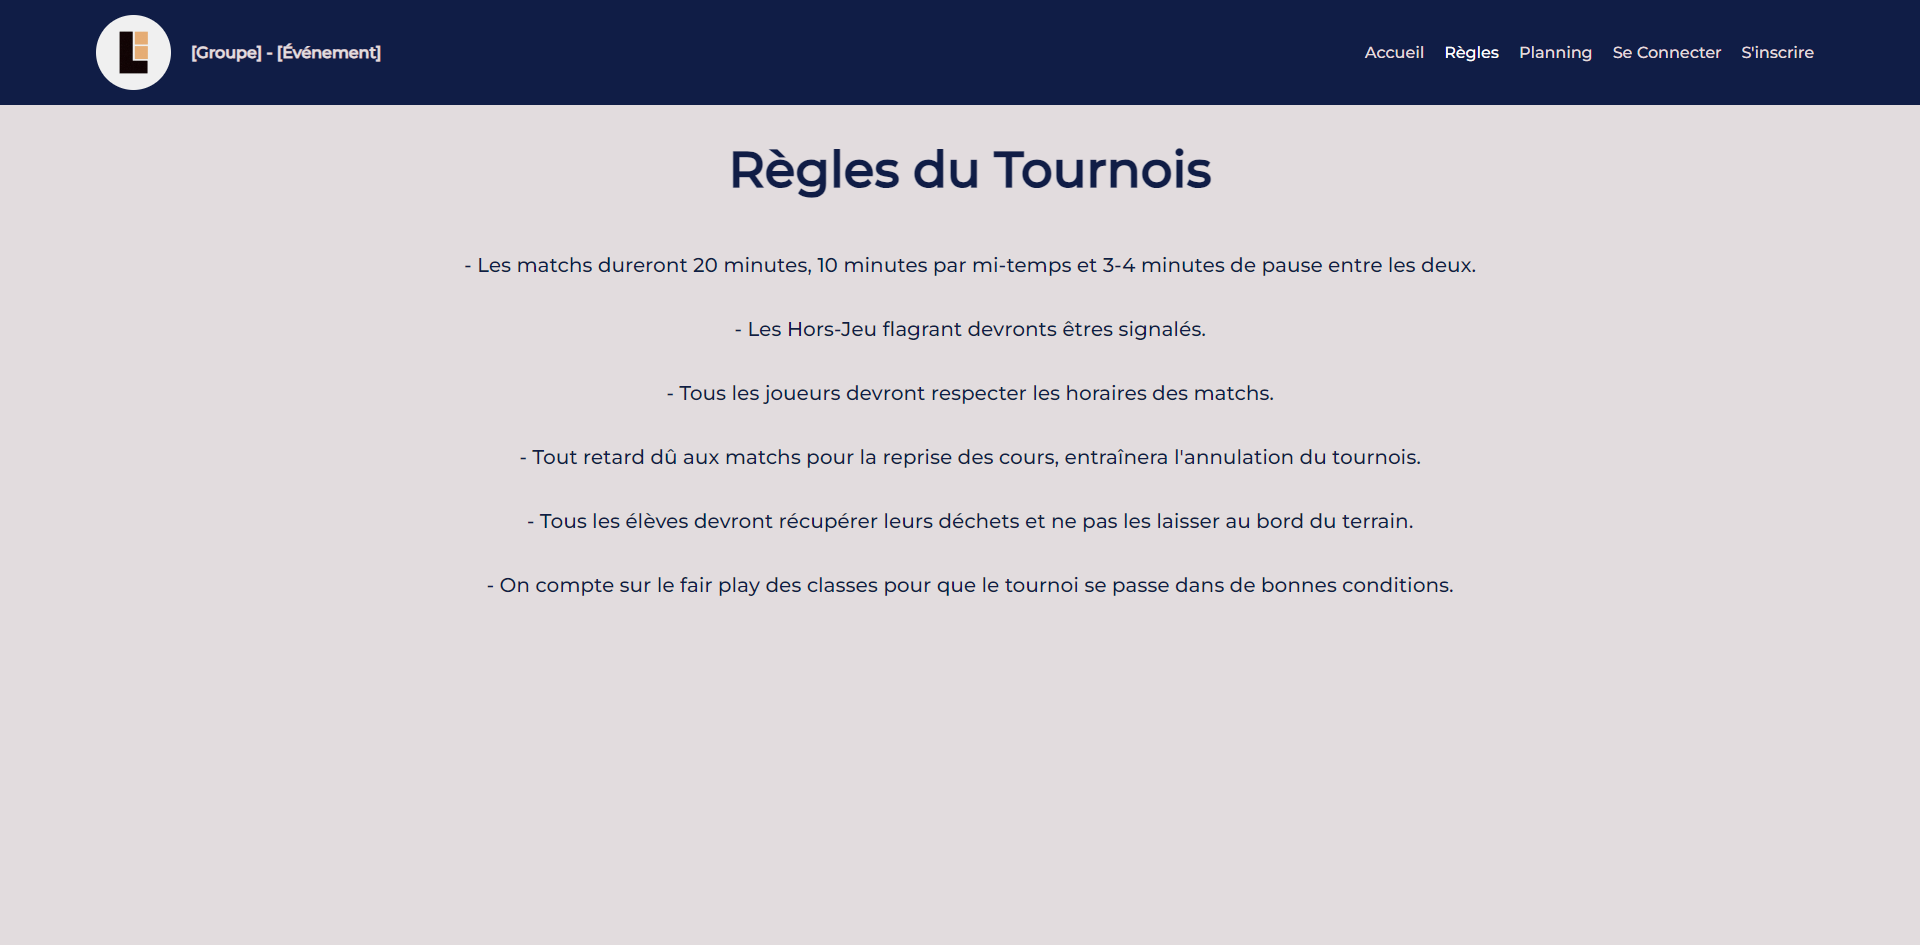 [Groupe] - [Événement]
Accueil Règles Planning Se Connecter S'inscrire
Règles du Tournois
- Les matchs dureront 20 minutes, 10 minutes par mi-temps et 3-4 minutes de pause entre les deux.
- Les Hors-Jeu flagrant devronts êtres signalés.
- Tous les joueurs devront respecter les horaires des matchs.
- Tout retard dû aux matchs pour la reprise des cours, entraînera l'annulation du tournois.
- Tous les élèves devront récupérer leurs déchets et ne pas les laisser au bord du terrain.
- On compte sur le fair play des classes pour que le tournoi se passe dans de bonnes conditions.